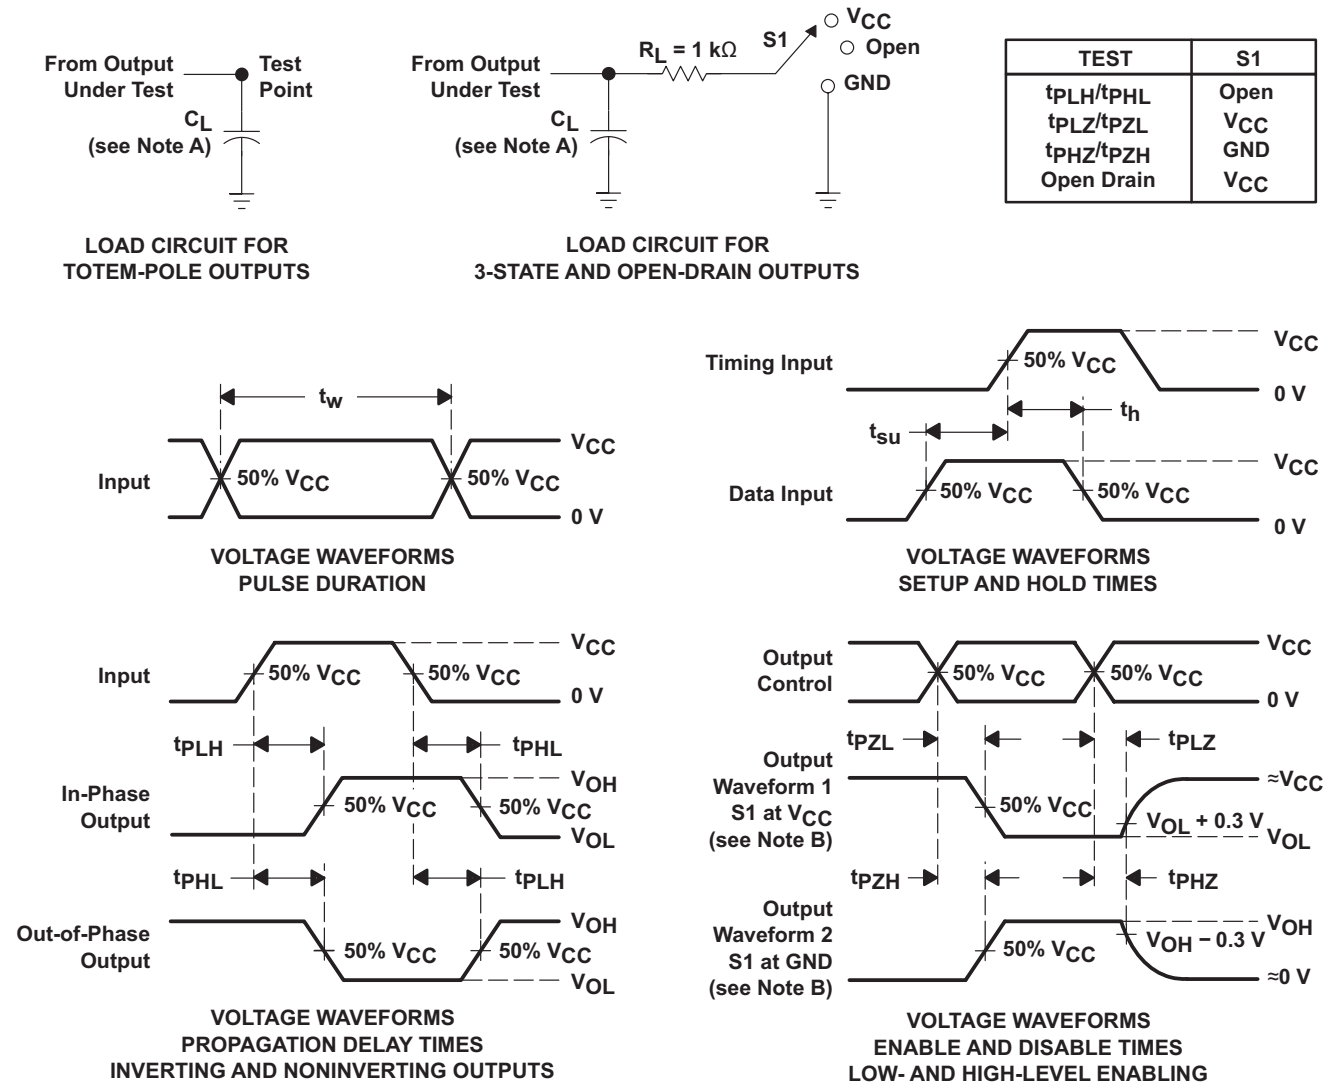 From Output
Under Test
Test
Point
CL
(see Note A)
LOAD CIRCUIT FOR
TOTEM-POLE OUTPUTS
From Output
Under Test
RL = 1 kΩ
S1
VCC
Open
GND
CL
(see Note A)
LOAD CIRCUIT FOR
3-STATE AND OPEN-DRAIN OUTPUTS
TEST S1
tPLH/tPHL Open
tPLZ/tPZL VCC
tPHZ/tPZH GND
Open Drain VCC
tw
Input
50% VCC
50% VCC
VCC
0 V
VOLTAGE WAVEFORMS
PULSE DURATION
Timing Input
50% VCC
VCC
0 V
tsu
th
Data Input
50% VCC
50% VCC
VCC
0 V
VOLTAGE WAVEFORMS
SETUP AND HOLD TIMES
Input
50% VCC
50% VCC
VCC
0 V
tPLH
tPHL
In-Phase
Output
50% VCC
50% VCC
VOH
VOL
tPHL
tPLH
Out-of-Phase
Output
50% VCC
50% VCC
VOH
VOL
VOLTAGE WAVEFORMS
PROPAGATION DELAY TIMES
INVERTING AND NONINVERTING OUTPUTS
Output
Control
50% VCC
50% VCC
VCC
0 V
tPZL
tPLZ
Output
Waveform 1
S1 at VCC
(see Note B)
50% VCC
VOL + 0.3 V
≈VCC
VOL
tPZH
tPHZ
Output
Waveform 2
S1 at GND
(see Note B)
50% VCC
VOH − 0.3 V
VOH
≈0 V
VOLTAGE WAVEFORMS
ENABLE AND DISABLE TIMES
LOW- AND HIGH-LEVEL ENABLING